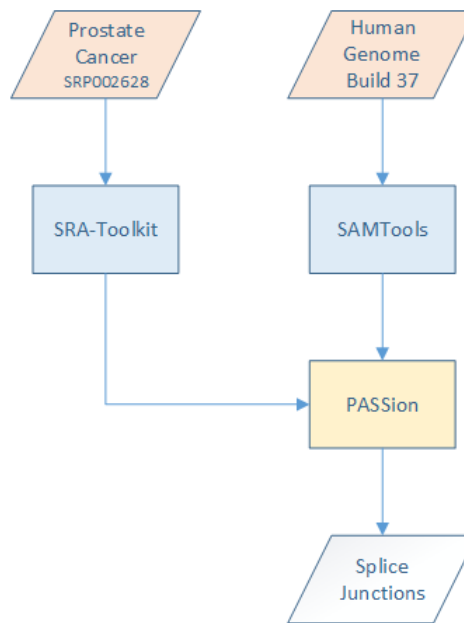 Prostate
Cancer
SRP002628
Human
Genome
Build 37
SRA-Toolkit
SAMTools
PASSion
Splice
Junctions